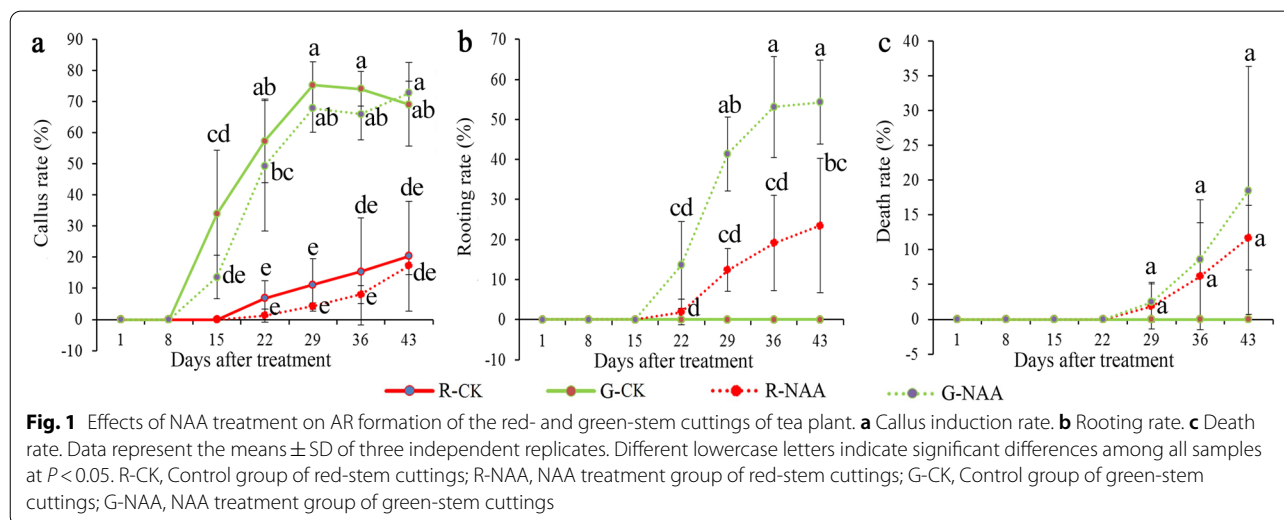 a
b
c
90
80
70
60
50
40
30
20
10
0
-10
Callus rate (%)
cd
ab
a
a
a
ab
ab
ab
bc
de
e
e
de
de
e
e
e
de
1 8 15 22 29 36 43
Days after treatment
70
60
50
40
30
20
10
0
-10
Rooting rate (%)
a
a
ab
bc
cd
cd
cd
d
1 8 15 22 29 36 43
Days after treatment
40
35
30
25
20
15
10
5
0
-5
Death rate (%)
a
a
a
a
a
a
1 8 15 22 29 36 43
Days after treatment
R-CK G-CK R-NAA G-NAA
Fig. 1 Effects of NAA treatment on AR formation of the red- and green-stem cuttings of tea plant. a Callus induction rate. b Rooting rate. c Death
rate. Data represent the means ± SD of three independent replicates. Different lowercase letters indicate significant differences among all samples
at P < 0.05. R-CK, Control group of red-stem cuttings; R-NAA, NAA treatment group of red-stem cuttings; G-CK, Control group of green-stem
cuttings; G-NAA, NAA treatment group of green-stem cuttings